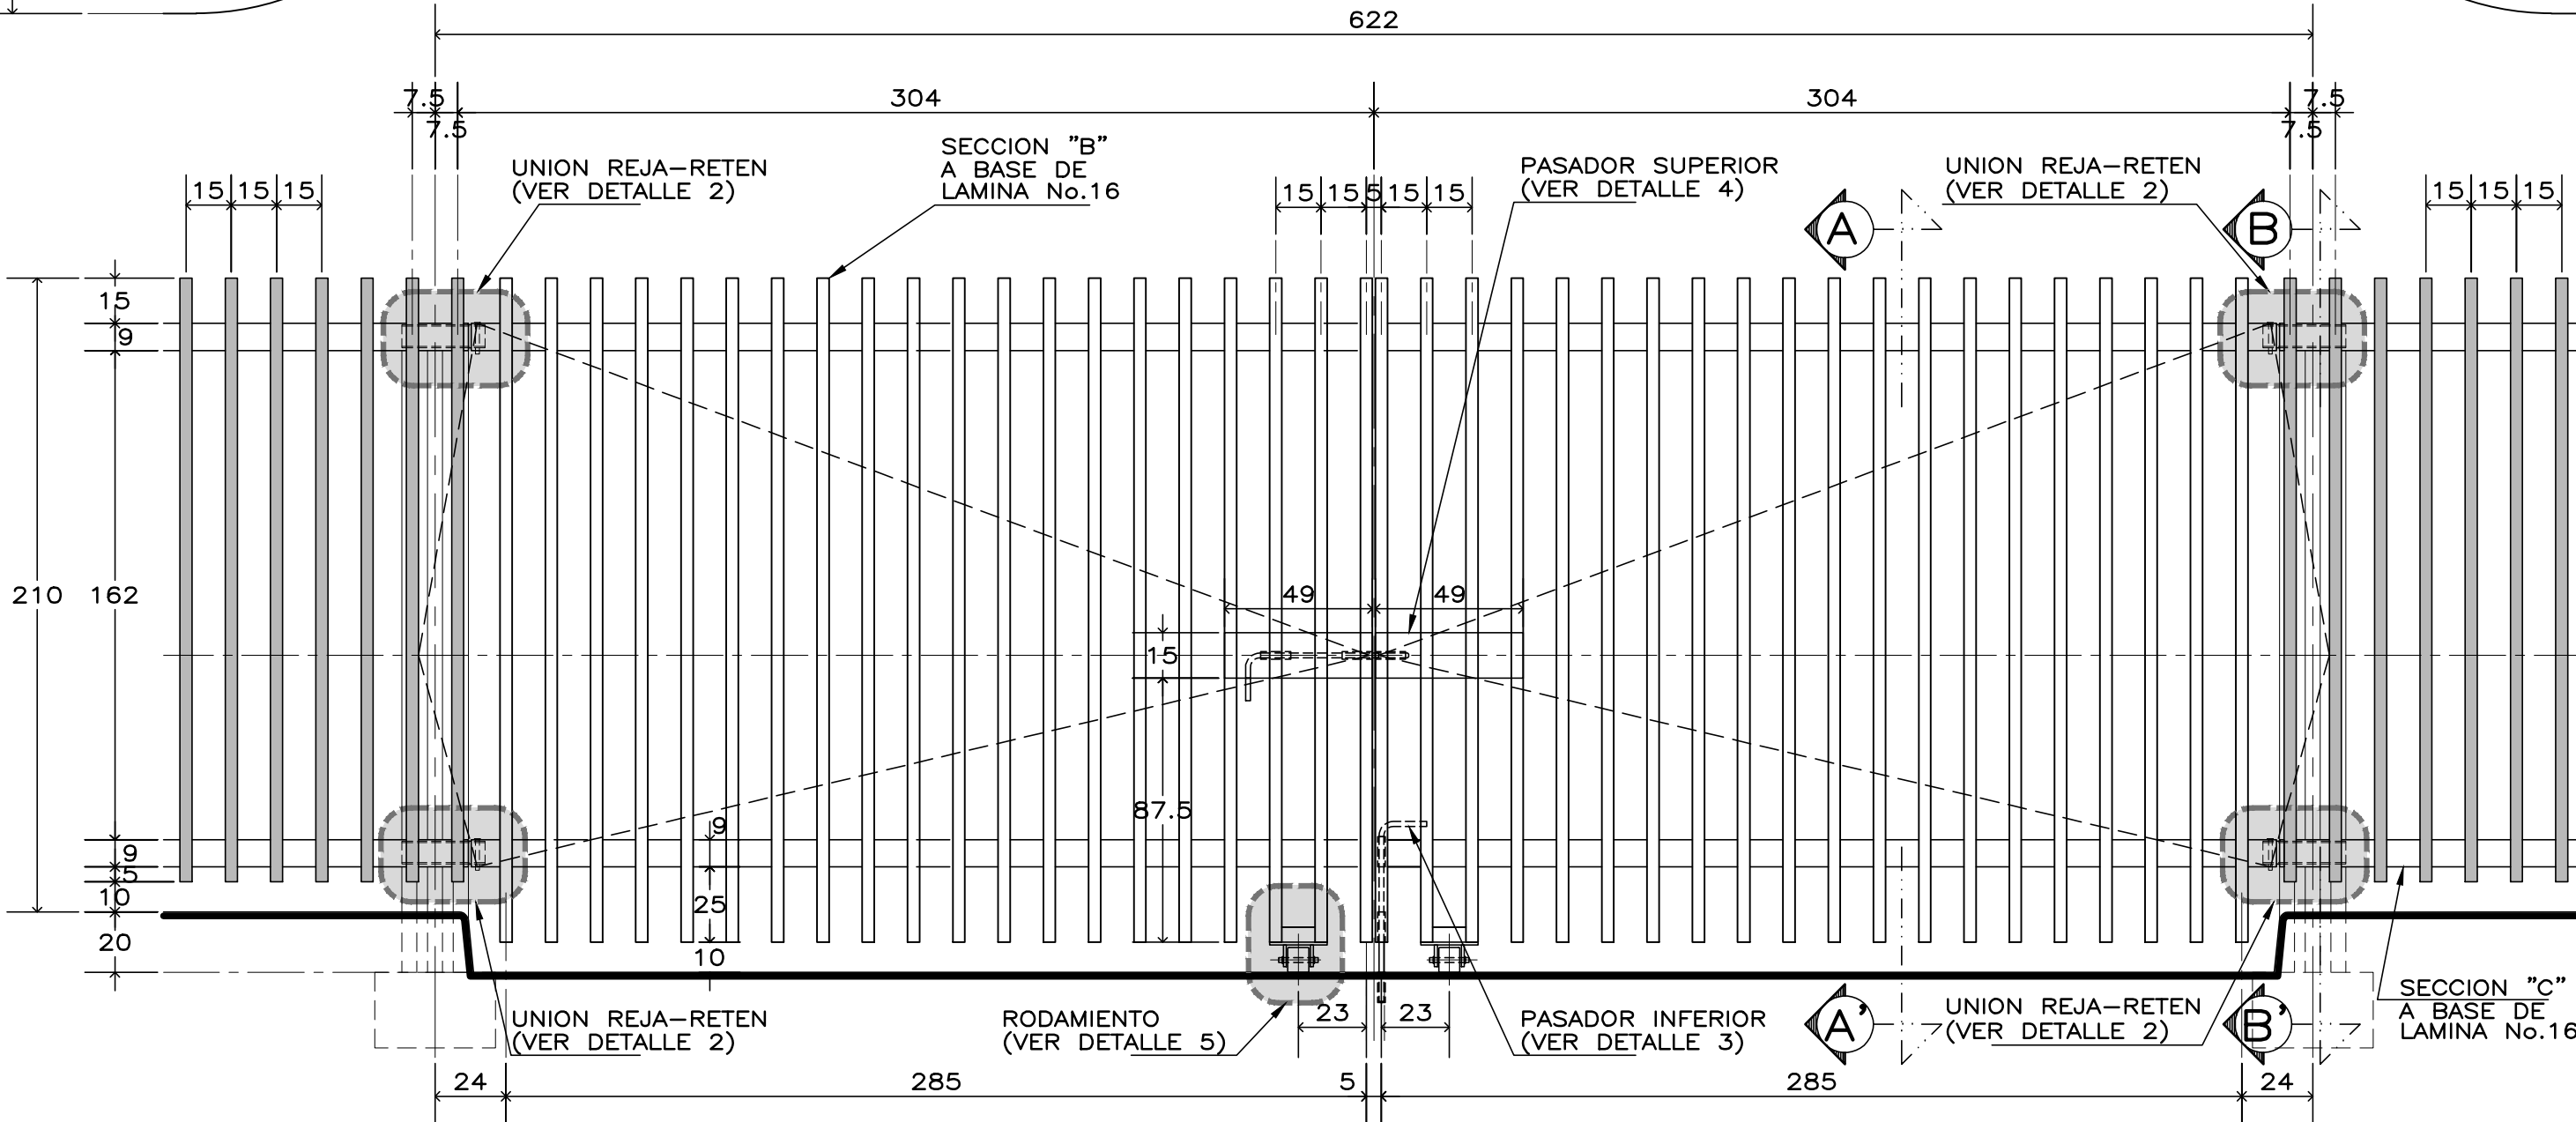 622
7.5
304
304
7.5
7.5
7.5
SECCION "B"
A BASE DE
LAMINA No.16
UNION REJA-RETEN
(VER DETALLE 2)
PASADOR SUPERIOR
(VER DETALLE 4)
UNION REJA-RETEN
(VER DETALLE 2)
15 15 15
15 15 5 15 15
15 15 15
A
B
15
9
210
162
49
49
15
87.5
9
9
5
10
25
20
10
SECCION "C"
A BASE DE
LAMINA No.16
UNION REJA-RETEN
(VER DETALLE 2)
RODAMIENTO
(VER DETALLE 5)
23
23
PASADOR INFERIOR
(VER DETALLE 3)
A'
UNION REJA-RETEN
(VER DETALLE 2)
B'
24
285
5
285
24